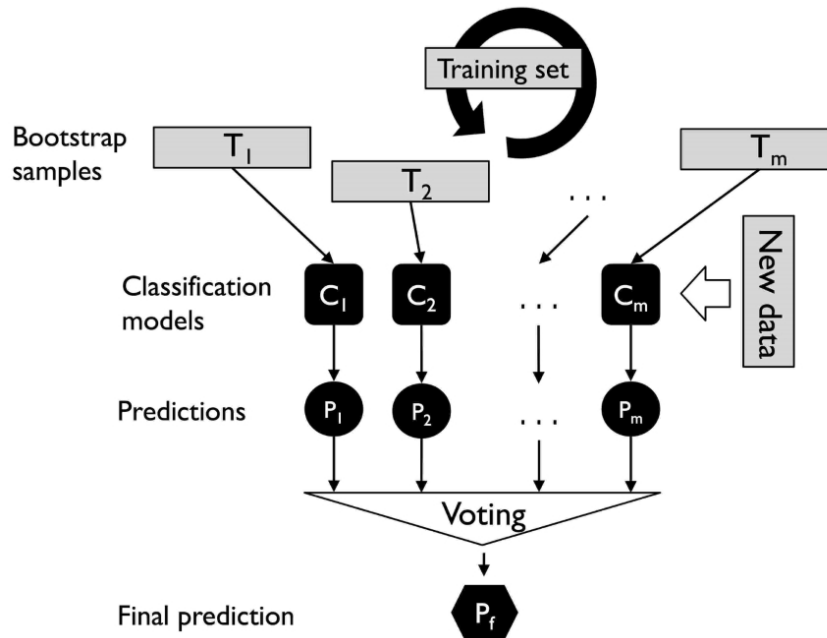 Training set
Bootstrap
samples
T₁
T₂
. . .
Tₘ
New data
Classification
models
C₁
C₂
. . .
Cₘ
Predictions
P₁
P₂
. . .
Pₘ
Voting
Final prediction
P_f